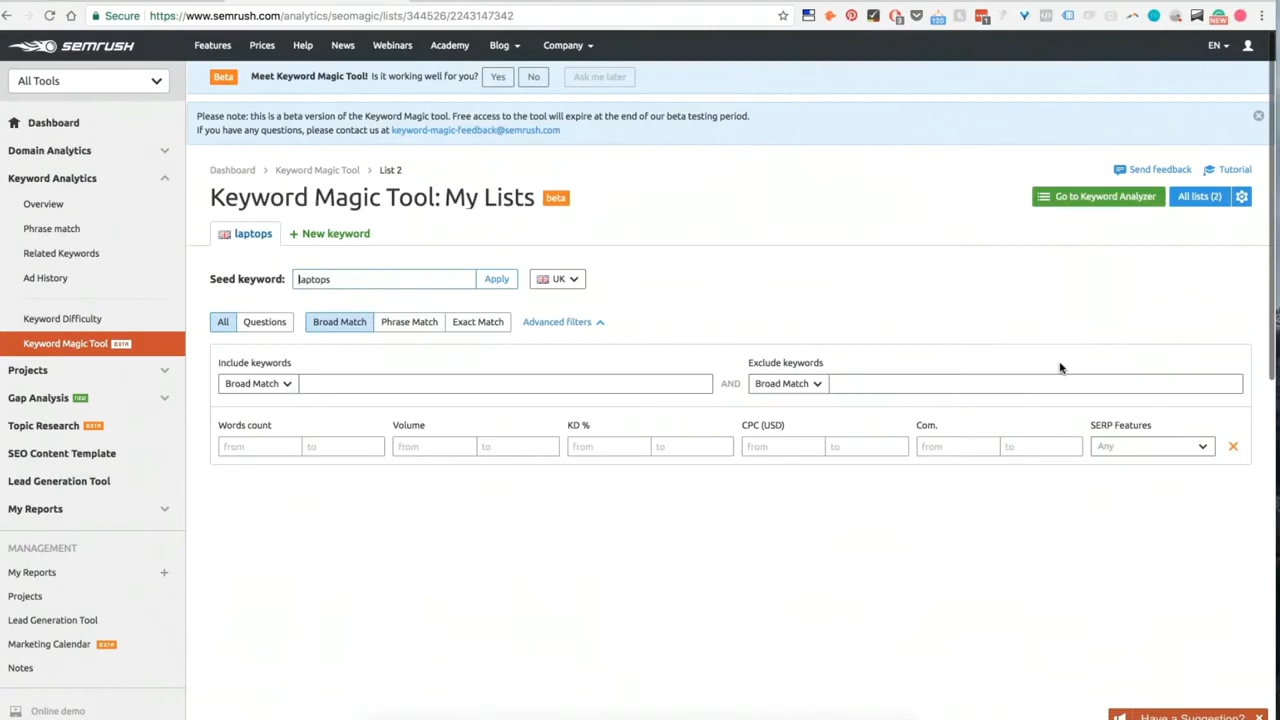 Secure
https://www.semrush.com/analytics/seomagic/lists/344526/2243147342
3
120
1
NEW
SEMRUSH
Features Prices Help News Webinars Academy Blog Company EN
All Tools
Beta Meet Keyword Magic Tool! Is it working well for you? Yes No Ask me later
Please note: this is a beta version of the Keyword Magic tool. Free access to the tool will expire at the end of our beta testing period.
If you have any questions, please contact us at keyword-magic-feedback@semrush.com
Dashboard
Domain Analytics
Keyword Analytics
Overview
Phrase match
Related Keywords
Ad History
Keyword Difficulty
Keyword Magic Tool BETA
Projects
Gap Analysis NEW
Topic Research BETA
SEO Content Template
Lead Generation Tool
My Reports
MANAGEMENT
My Reports +
Projects
Lead Generation Tool
Marketing Calendar BETA
Notes
Online demo
Dashboard > Keyword Magic Tool > List 2
Send feedback Tutorial
Keyword Magic Tool: My Lists beta
Go to Keyword Analyzer All lists (2)
laptops + New keyword
Seed keyword: laptops Apply UK
All Questions Broad Match Phrase Match Exact Match Advanced filters
Include keywords Exclude keywords
Broad Match AND Broad Match
Words count Volume KD % CPC (USD) Com. SERP Features
from to from to from to from to from to Any
Have a Suggestion?